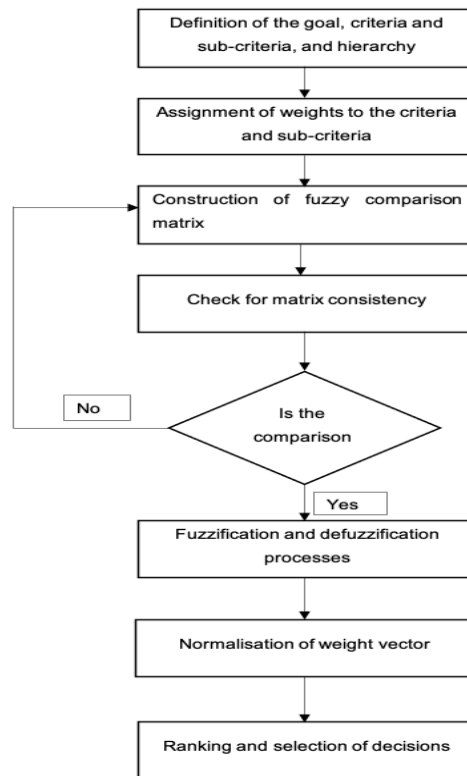 Definition of the goal, criteria and
sub-criteria, and hierarchy
Assignment of weights to the criteria
and sub-criteria
Construction of fuzzy comparison
matrix
Check for matrix consistency
Is the
comparison
No
Yes
Fuzzification and defuzzification
processes
Normalisation of weight vector
Ranking and selection of decisions